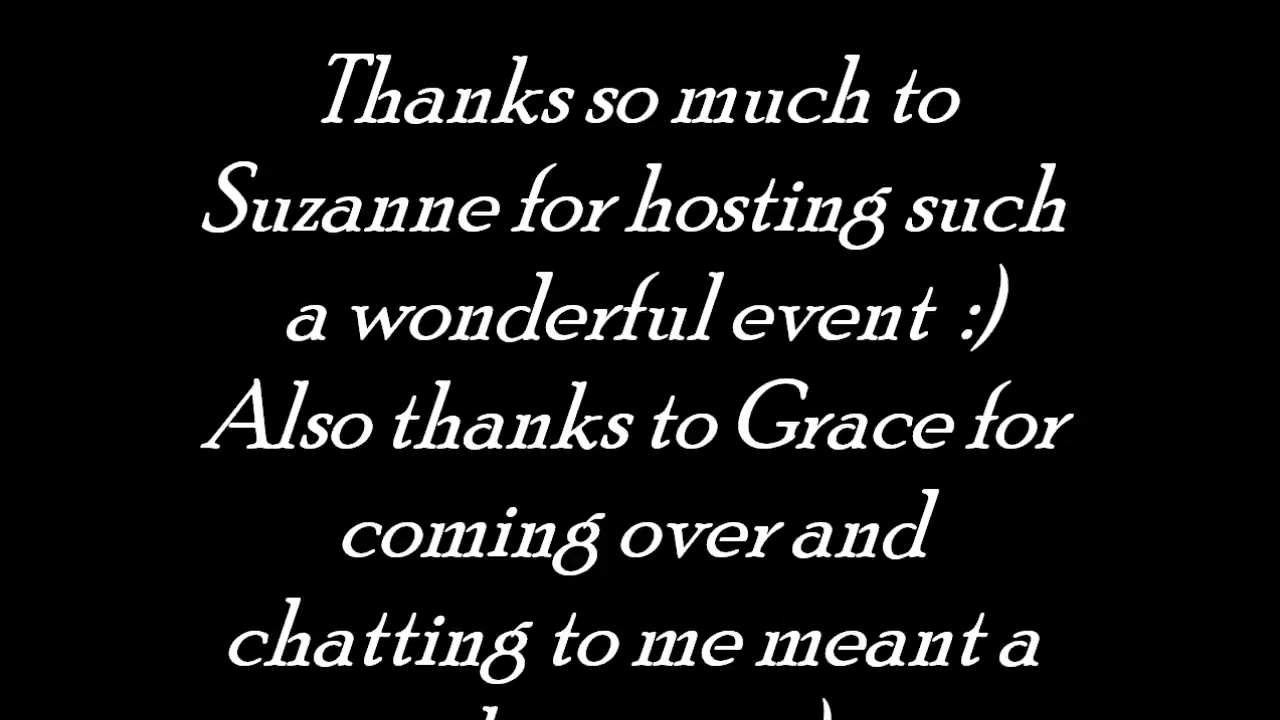 Thanks so much to
Suzanne for hosting such
a wonderful event :)
Also thanks to Grace for
coming over and
chatting to me meant a